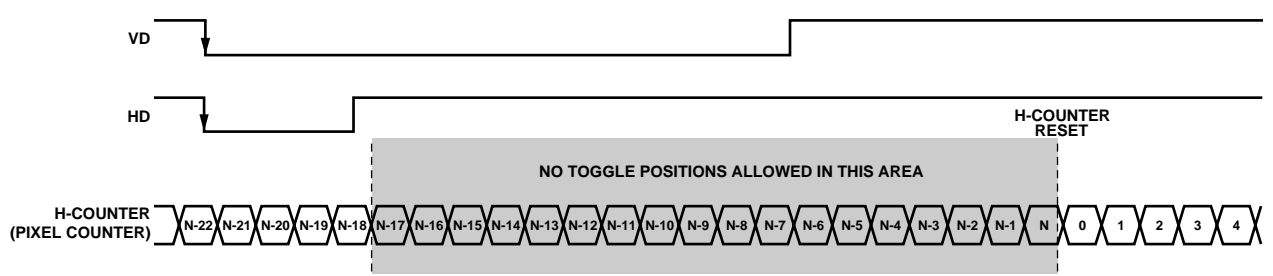 VD
HD
H-COUNTER
RESET
NO TOGGLE POSITIONS ALLOWED IN THIS AREA
H-COUNTER
(PIXEL COUNTER)
N-22 N-21 N-20 N-19 N-18 N-17 N-16 N-15 N-14 N-13 N-12 N-11 N-10 N-9 N-8 N-7 N-6 N-5 N-4 N-3 N-2 N-1 N 0 1 2 3 4